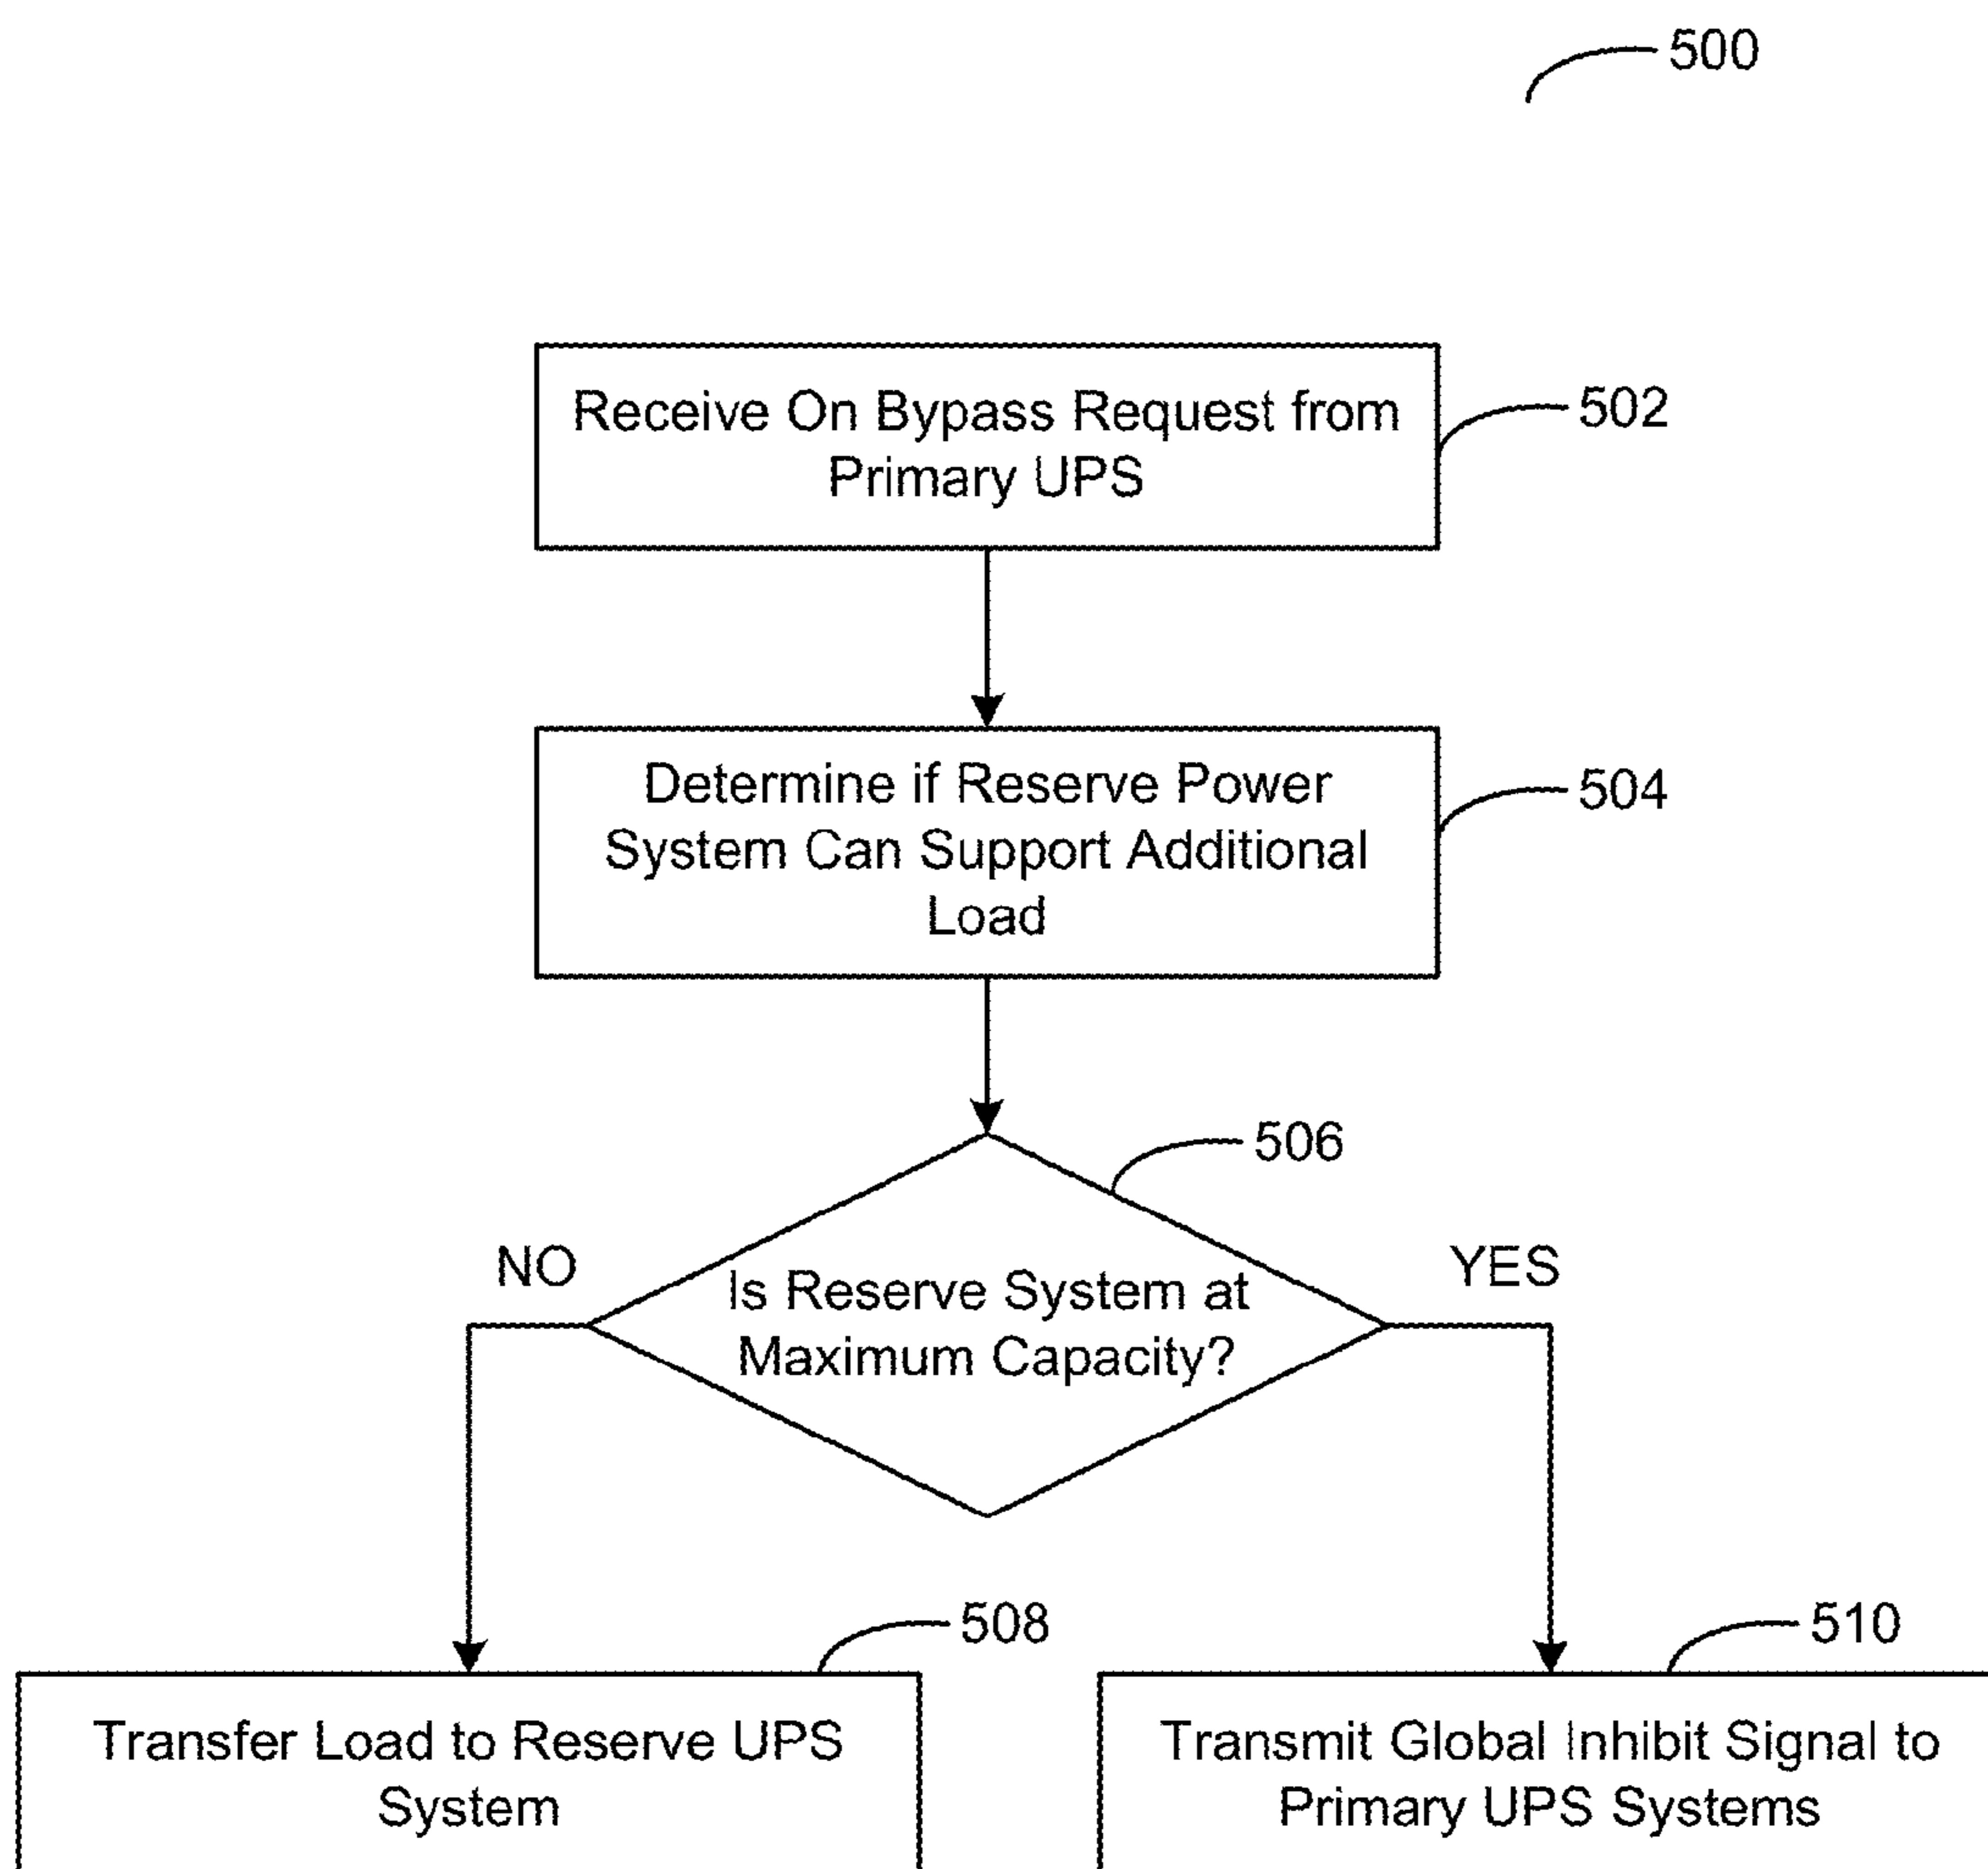 500
Receive On Bypass Request from
Primary UPS
502
Determine if Reserve Power
System Can Support Additional
Load
504
506
NO
YES
Is Reserve System at
Maximum Capacity?
508
510
Transfer Load to Reserve UPS
System
Transmit Global Inhibit Signal to
Primary UPS Systems